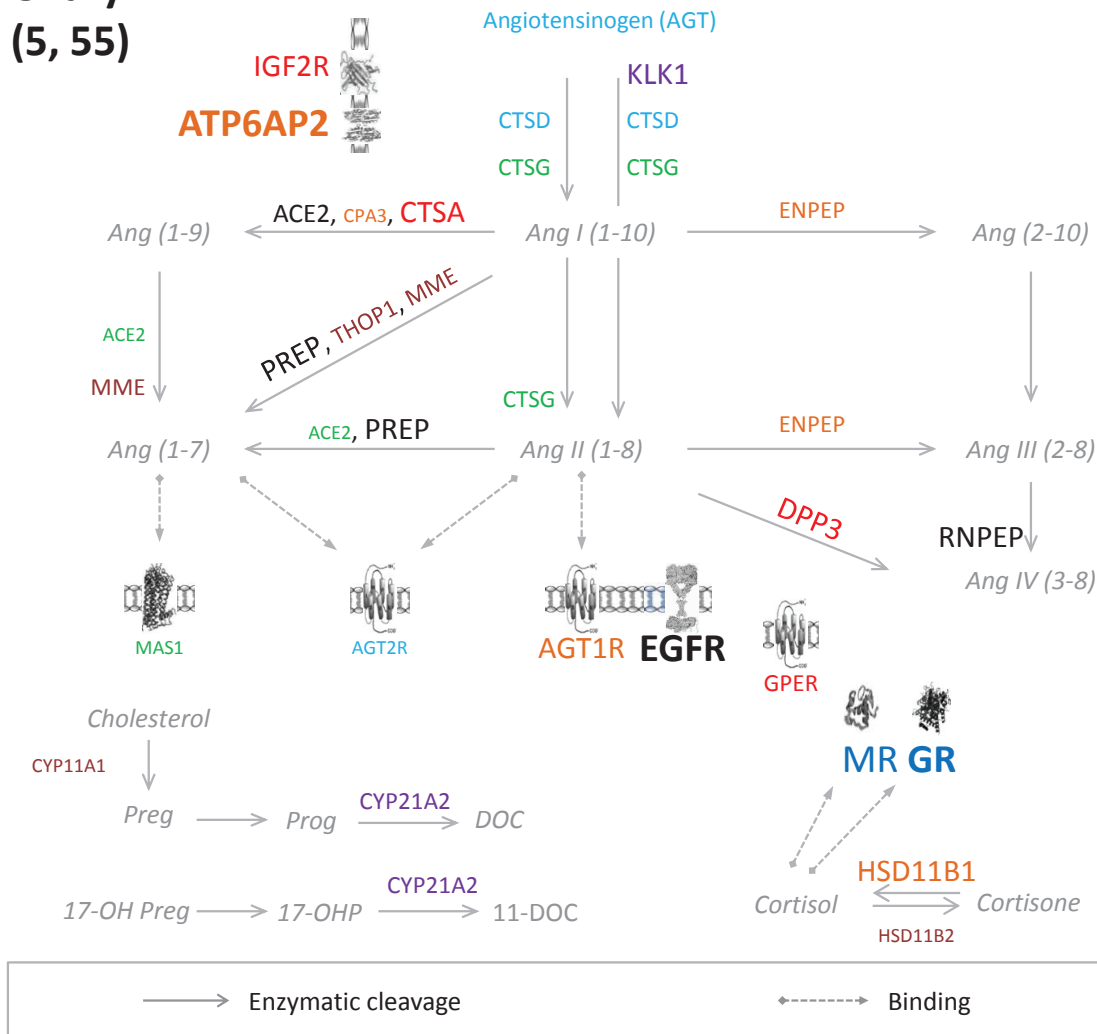 (5, 55)
Angiotensinogen (AGT)
IGF2R
KLK1
ATP6AP2
CTSD
CTSD
CTSG
CTSG
ACE2, CPA3, CTSA
ENPEP
Ang (1-9)
Ang I (1-10)
Ang (2-10)
PREP, THOP1, MME
ACE2
MME
CTSG
ACE2, PREP
ENPEP
Ang (1-7)
Ang II (1-8)
Ang III (2-8)
DPP3
RNPEP
Ang IV (3-8)
MAS1
AGT2R
AGT1R EGFR
GPER
Cholesterol
MR GR
CYP11A1
Preg
Prog
CYP21A2
DOC
HSD11B1
CYP21A2
17-OH Preg
17-OHP
11-DOC
Cortisol
Cortisone
HSD11B2
Enzymatic cleavage
Binding